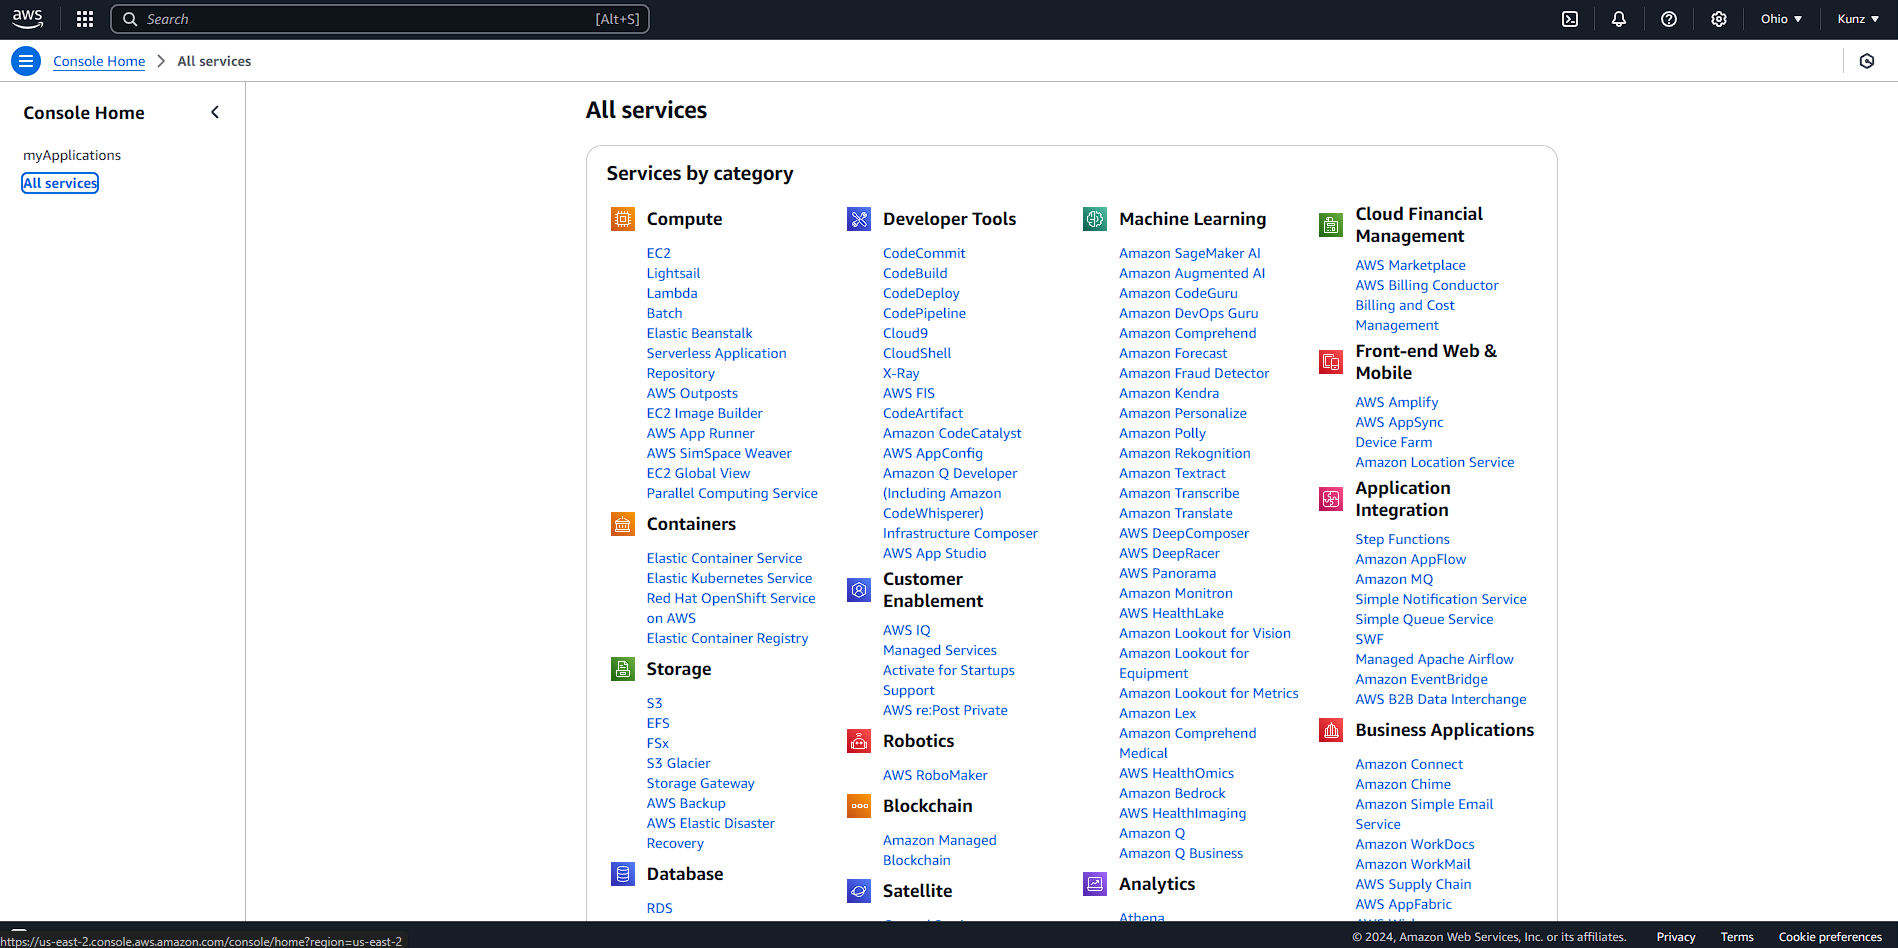 aws
Search
[Alt+S]
Ohio ▼
Kunz ▼
Console Home
All services
Console Home
myApplications
All services
All services
Services by category
Compute
EC2
Lightsail
Lambda
Batch
Elastic Beanstalk
Serverless Application
Repository
AWS Outposts
EC2 Image Builder
AWS App Runner
AWS SimSpace Weaver
EC2 Global View
Parallel Computing Service
Containers
Elastic Container Service
Elastic Kubernetes Service
Red Hat OpenShift Service
on AWS
Elastic Container Registry
Storage
S3
EFS
FSx
S3 Glacier
Storage Gateway
AWS Backup
AWS Elastic Disaster
Recovery
Database
RDS
Developer Tools
CodeCommit
CodeBuild
CodeDeploy
CodePipeline
Cloud9
CloudShell
X-Ray
AWS FIS
CodeArtifact
Amazon CodeCatalyst
AWS AppConfig
Amazon Q Developer
(Including Amazon
CodeWhisperer)
Infrastructure Composer
AWS App Studio
Customer
Enablement
AWS IQ
Managed Services
Activate for Startups
Support
AWS re:Post Private
Robotics
AWS RoboMaker
Blockchain
Amazon Managed
Blockchain
Satellite
Machine Learning
Amazon SageMaker AI
Amazon Augmented AI
Amazon CodeGuru
Amazon DevOps Guru
Amazon Comprehend
Amazon Forecast
Amazon Fraud Detector
Amazon Kendra
Amazon Personalize
Amazon Polly
Amazon Rekognition
Amazon Textract
Amazon Transcribe
Amazon Translate
AWS DeepComposer
AWS DeepRacer
AWS Panorama
Amazon Monitron
AWS HealthLake
Amazon Lookout for Vision
Amazon Lookout for
Equipment
Amazon Lookout for Metrics
Amazon Lex
Amazon Comprehend
Medical
AWS HealthOmics
Amazon Bedrock
AWS HealthImaging
Amazon Q
Amazon Q Business
Analytics
Athena
Cloud Financial
Management
AWS Marketplace
AWS Billing Conductor
Billing and Cost
Management
Front-end Web &
Mobile
AWS Amplify
AWS AppSync
Device Farm
Amazon Location Service
Application
Integration
Step Functions
Amazon AppFlow
Amazon MQ
Simple Notification Service
Simple Queue Service
SWF
Managed Apache Airflow
Amazon EventBridge
AWS B2B Data Interchange
Business Applications
Amazon Connect
Amazon Chime
Amazon Simple Email
Service
Amazon WorkDocs
Amazon WorkMail
AWS Supply Chain
AWS AppFabric
https://us-east-2.console.aws.amazon.com/console/home?region=us-east-2
© 2024, Amazon Web Services, Inc. or its affiliates.
Privacy
Terms
Cookie preferences